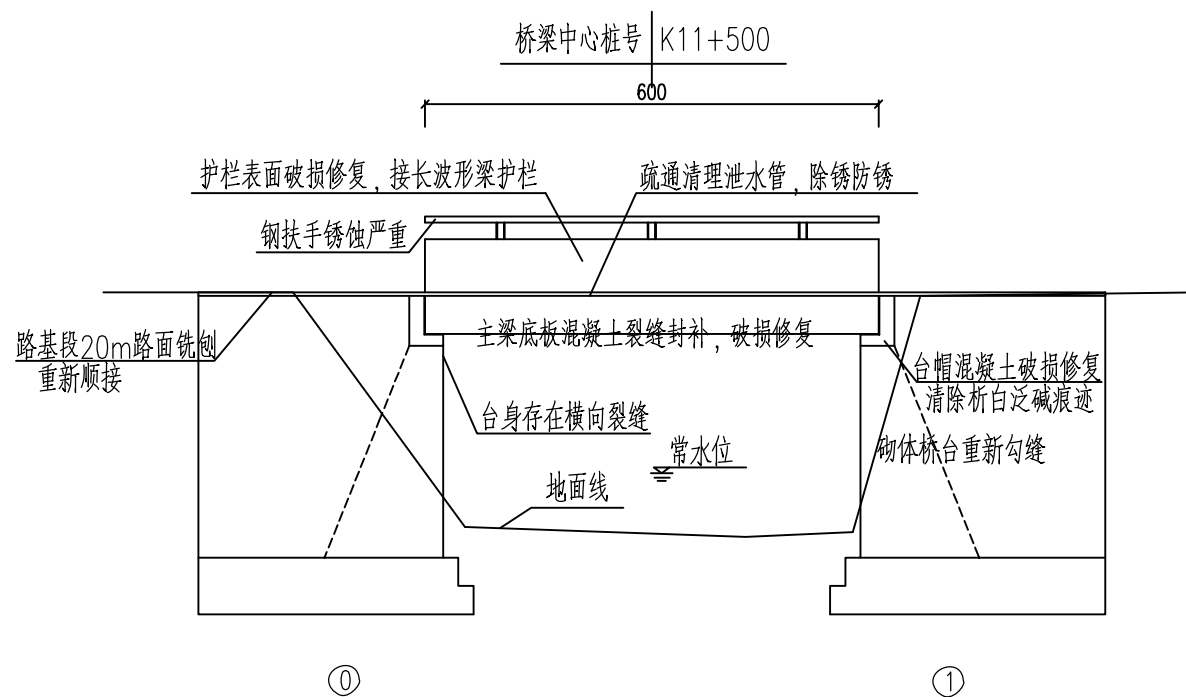 桥梁中心桩号 K11+500
600
护栏表面破损修复，接长波形梁护栏
疏通清理泄水管，除锈防锈
钢扶手锈蚀严重
主梁底板混凝土裂缝封补，破损修复
路基段20m路面铣刨
重新顺接
台帽混凝土破损修复
清除析白泛碱痕迹
台身存在横向裂缝
砌体桥台重新勾缝
常水位
地面线
0
1